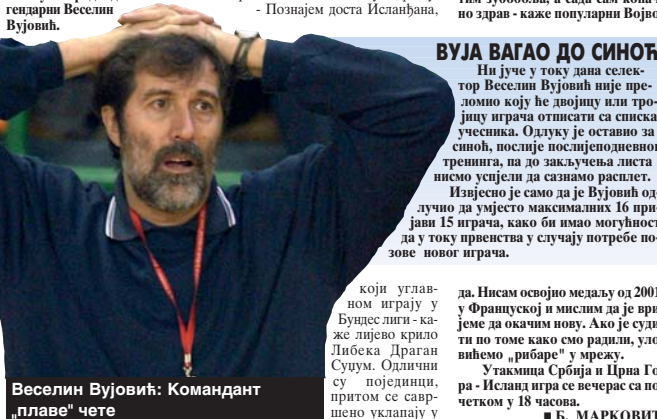 гендарни Веселин
Вујовић.
- Познајем доста Исланђана,
но здрав - каже популарни Војво
ВУЈА ВАГАО ДО СИНОЋ
Ни јуче у току дана селек-
тор Веселин Вујовић није пре-
ломио коју ће двојицу или тро-
јицу играча отписати са списка
учесника. Одлуку је оставио за
синоћ, послије послијеподневног
тренинга, па до закључења листа
нисмо успјели да сазнамо расплет.
Извјесно је само да је Вујовић од-
лучио да умјесто максималних 16 при-
јави 15 играча, како би имао могућност
да у току првенства у случају потребе по-
зове новог играча.
који углав-
ном играју у
Бундес лиги - ка-
же лијево крило
Либека Драган
Суџум. Одлични
су појединци,
притом се савр-
шено уклапају у
да. Нисам освојио медаљу од 2001
у Француској и мислим да је ври-
јеме да окачим нову. Ако је суди-
ти по томе како смо радили, уло-
вићемо „рибаре" у мрежу.
Утакмица Србија и Црна Го-
ра - Исланд игра се вечерас са по-
четком у 18 часова.
■ Б. МАРКОВИЋ
Веселин Вујовић: Командант
„плаве" чете